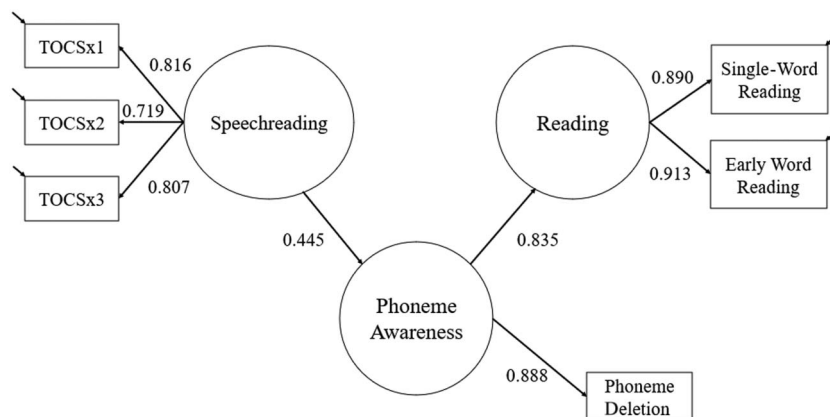 TOCSx1
TOCSx2
TOCSx3
0.816
0.719
0.807
Speechreading
0.445
Phoneme
Awareness
0.835
Reading
0.890
0.913
Single-Word
Reading
Early Word
Reading
0.888
Phoneme
Deletion